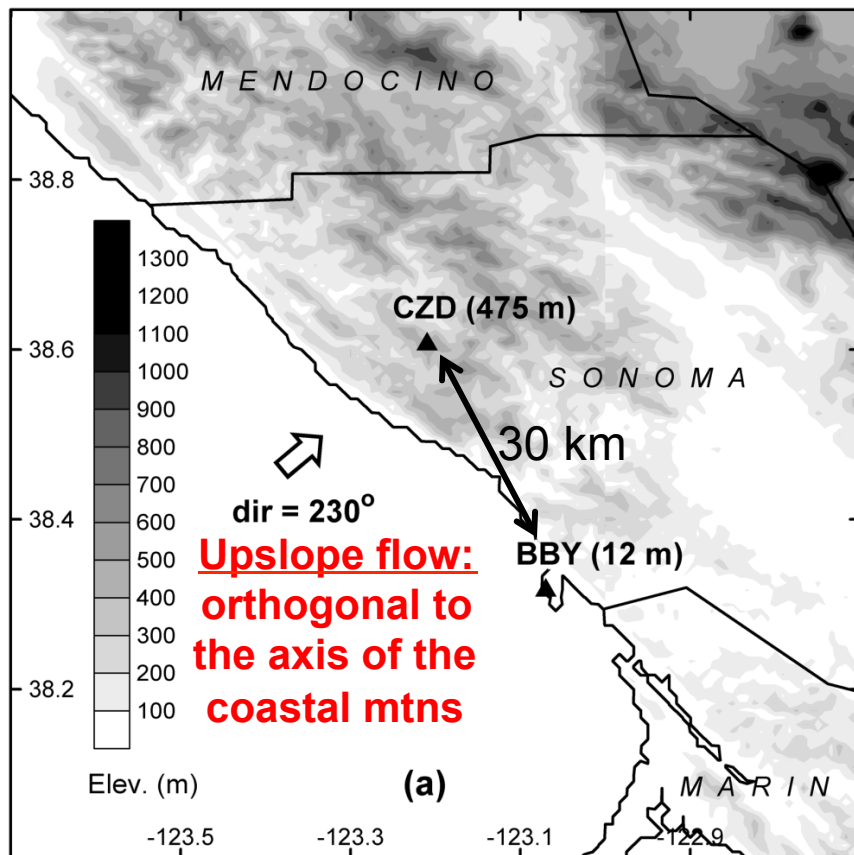 MENDOCINO
38.8
1300
1200
1100
1000
900
800
700
600
500
400
300
200
100
Elev. (m)
CZD (475 m)
38.6
SONOMA
30 km
dir = 230°
38.4
Upslope flow:
orthogonal to
the axis of the
coastal mtns
BBY (12 m)
38.2
(a)
MARIN
-123.5
-123.3
-123.1
-122.9